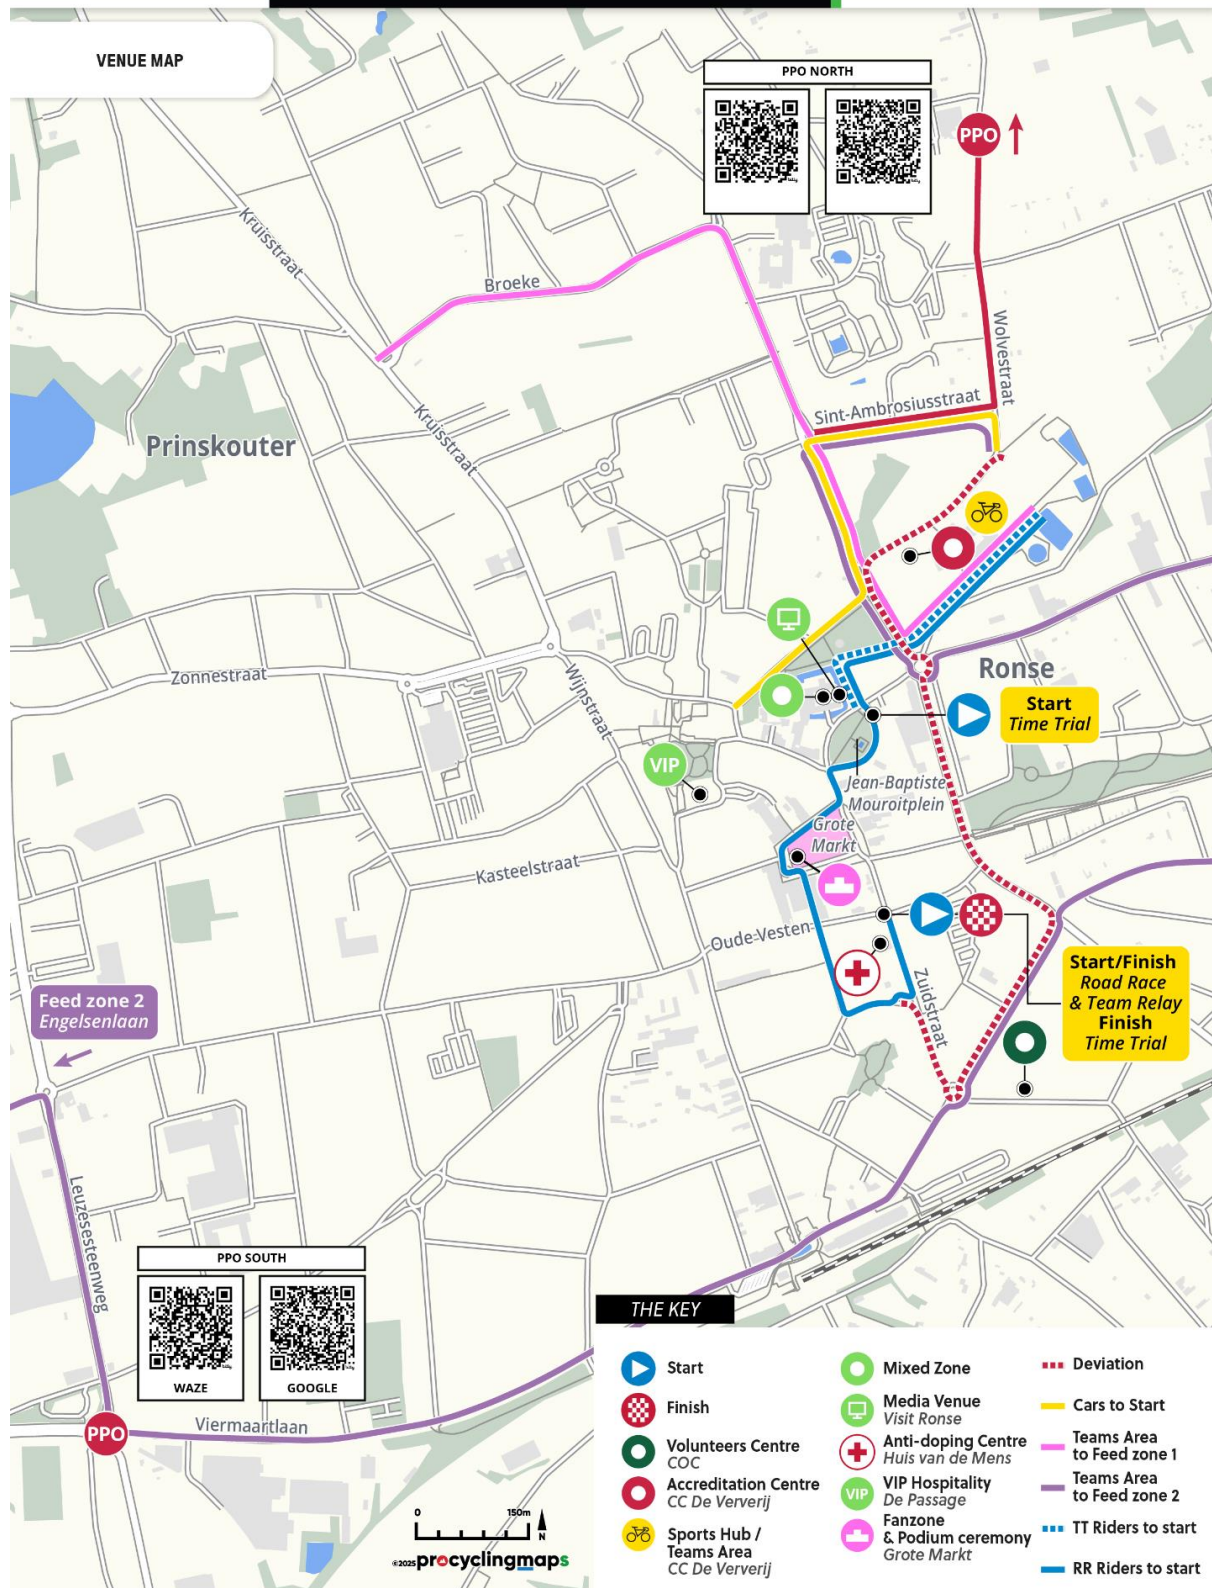 VENUE MAP
PPO NORTH
PPO
Kruisstraat
Broeke
Wolvestraat
Sint-Ambrosiusstraat
Kruisstraat
Prinskouter
Zonnestraat
Wijnstraat
Ronse
Start
Time Trial
VIP
Jean-Baptiste
Mouroitplein
Grote
Markt
Kasteelstraat
Oude Vesten
Zuidstraat
Start/Finish
Road Race
& Team Relay
Finish
Time Trial
Feed zone 2
Engelsenlaan
Leuzesesteenweg
PPO SOUTH
WAZE
GOOGLE
PPO
Viermaartlaan
THE KEY
Start
Finish
Volunteers Centre
COC
Accreditation Centre
CC De Ververij
Sports Hub /
Teams Area
CC De Ververij
Mixed Zone
Media Venue
Visit Ronse
Anti-doping Centre
Huis van de Mens
VIP
VIP Hospitality
De Passage
Fanzone
& Podium ceremony
Grote Markt
Deviation
Cars to Start
Teams Area
to Feed zone 1
Teams Area
to Feed zone 2
TT Riders to start
RR Riders to start
0 150m
N
©2025 procyclingmaps